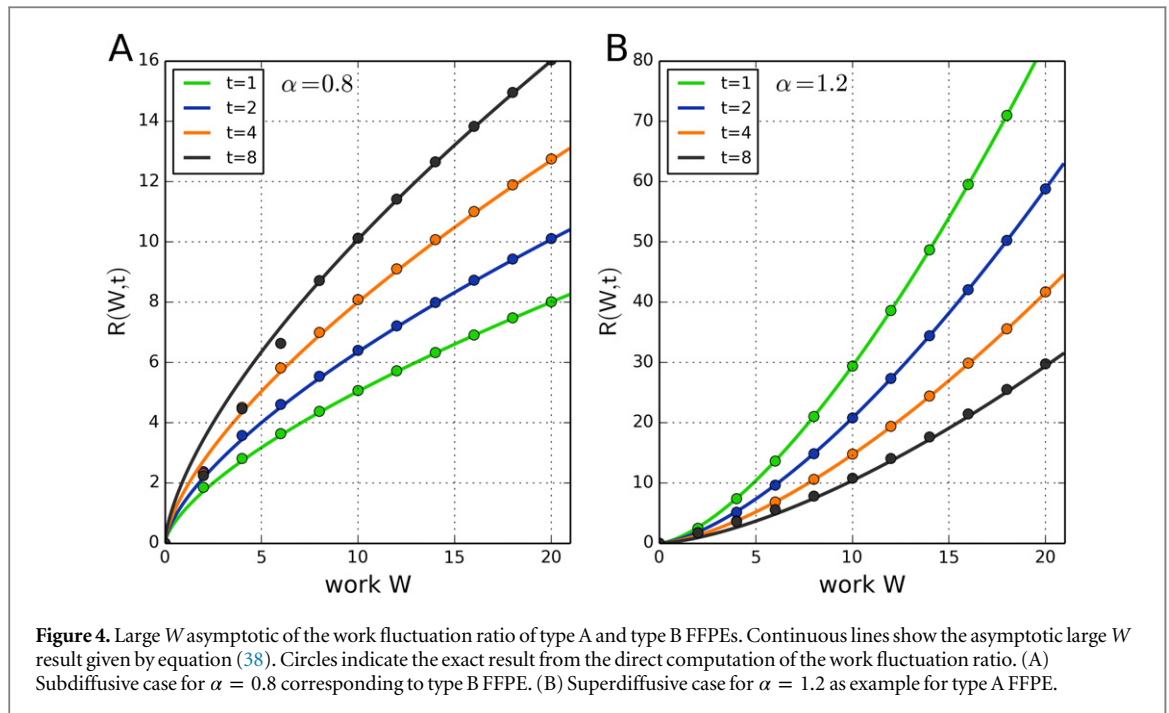 A
16
14
12
10
8
6
4
2
0
R(W,t)
t=1
t=2
t=4
t=8
α=0.8
0 5 10 15 20
work W
B
80
70
60
50
40
30
20
10
0
R(W,t)
t=1
t=2
t=4
t=8
α=1.2
0 5 10 15 20
work W
Figure 4. Large W asymptotic of the work fluctuation ratio of type A and type B FFPEs. Continuous lines show the asymptotic large W
result given by equation (38). Circles indicate the exact result from the direct computation of the work fluctuation ratio. (A)
Subdiffusive case for α = 0.8 corresponding to type B FFPE. (B) Superdiffusive case for α = 1.2 as example for type A FFPE.